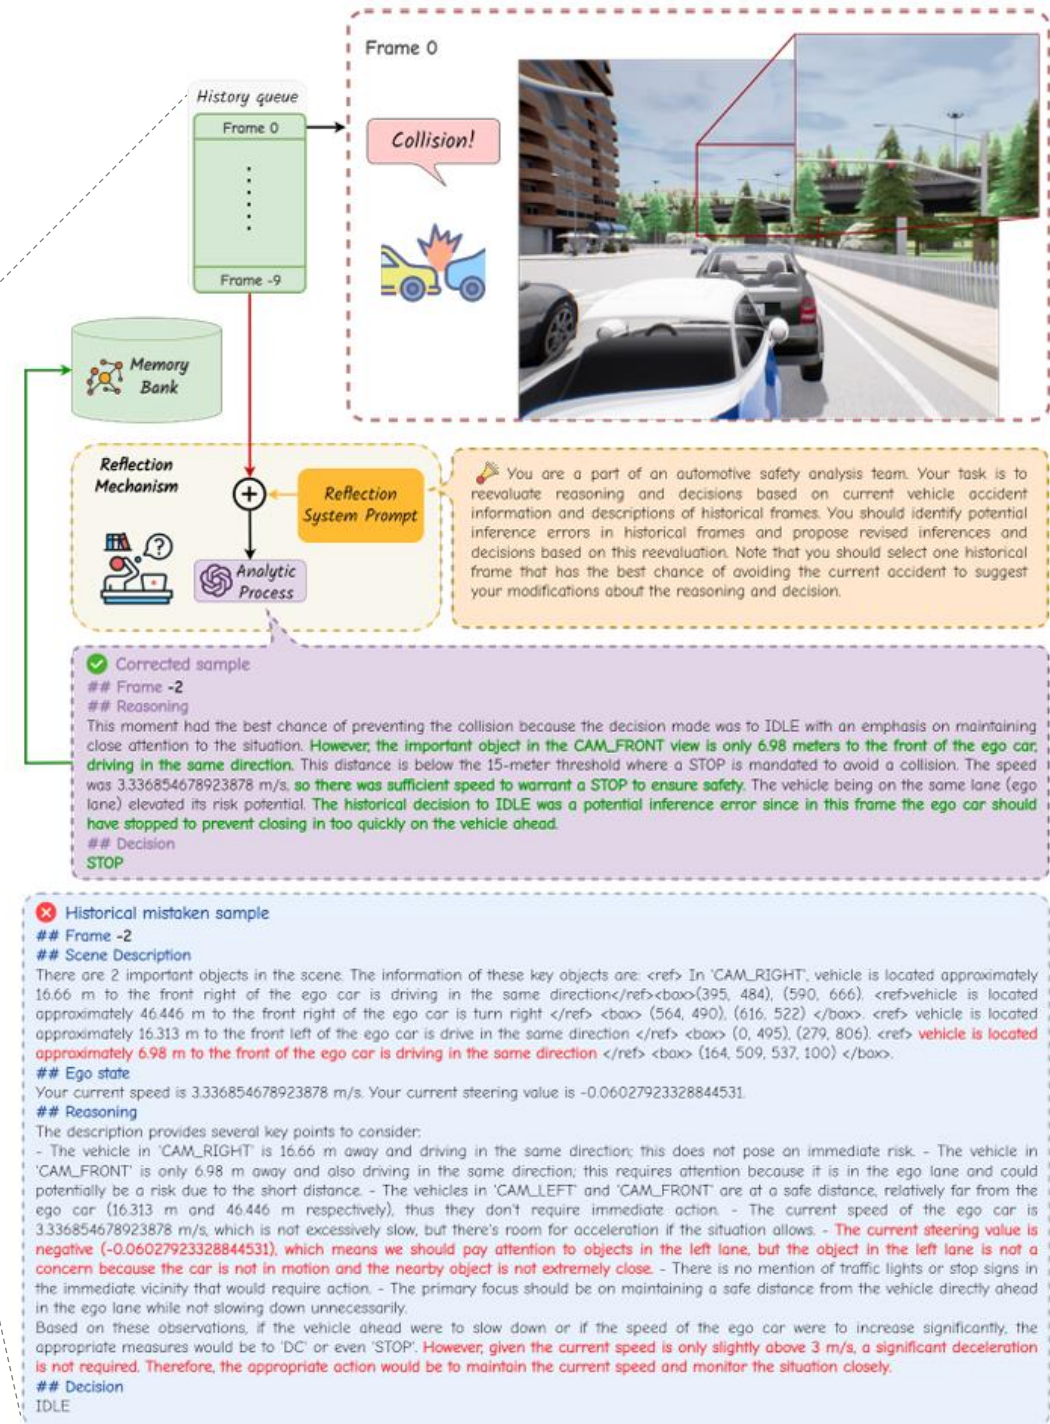 Frame 0
History queue
Frame 0
Collision!
Frame -9
Memory
Bank
Reflection
Mechanism
Reflection
System Prompt
Analytic
Process
You are a part of an automotive safety analysis team. Your task is to
reevaluate reasoning and decisions based on current vehicle accident
information and descriptions of historical frames. You should identify potential
inference errors in historical frames and propose revised inferences and
decisions based on this reevaluation. Note that you should select one historical
frame that has the best chance of avoiding the current accident to suggest
your modifications about the reasoning and decision.
Corrected sample
## Frame -2
## Reasoning
This moment had the best chance of preventing the collision because the decision made was to IDLE with an emphasis on maintaining
close attention to the situation. However, the important object in the CAM_FRONT view is only 6.98 meters to the front of the ego car,
driving in the same direction. This distance is below the 15-meter threshold where a STOP is mandated to avoid a collision. The speed
was 3.336854678923878 m/s, so there was sufficient speed to warrant a STOP to ensure safety. The vehicle being on the same lane (ego
lane) elevated its risk potential. The historical decision to IDLE was a potential inference error since in this frame the ego car should
have stopped to prevent closing in too quickly on the vehicle ahead.
## Decision
STOP
Historical mistaken sample
## Frame -2
## Scene Description
There are 2 important objects in the scene. The information of these key objects are: <ref> In 'CAM_RIGHT', vehicle is located approximately
16.66 m to the front right of the ego car is driving in the same direction</ref><box>(395, 484), (590, 666). <ref>vehicle is located
approximately 46.446 m to the front right of the ego car is turn right </ref> <box> (564, 490), (616, 522) </box>. <ref> vehicle is located
approximately 16.313 m to the front left of the ego car is drive in the same direction </ref> <box> (0, 495), (279, 806). <ref> vehicle is located
approximately 6.98 m to the front of the ego car is driving in the same direction </ref> <box> (164, 509, 537, 100) </box>.
## Ego state
Your current speed is 3.336854678923878 m/s. Your current steering value is -0.06027923328844531.
## Reasoning
The description provides several key points to consider:
- The vehicle in 'CAM_RIGHT' is 16.66 m away and driving in the same direction; this does not pose an immediate risk. - The vehicle in
'CAM_FRONT' is only 6.98 m away and also driving in the same direction; this requires attention because it is in the ego lane and could
potentially be a risk due to the short distance. - The vehicles in 'CAM_LEFT' and 'CAM_FRONT' are at a safe distance, relatively far from the
ego car (16.313 m and 46.446 m respectively), thus they don't require immediate action. - The current speed of the ego car is
3.336854678923878 m/s, which is not excessively slow, but there's room for acceleration if the situation allows. - The current steering value is
negative (-0.06027923328844531), which means we should pay attention to objects in the left lane, but the object in the left lane is not a
concern because the car is not in motion and the nearby object is not extremely close. - There is no mention of traffic lights or stop signs in
the immediate vicinity that would require action. - The primary focus should be on maintaining a safe distance from the vehicle directly ahead
in the ego lane while not slowing down unnecessarily.
Based on these observations, if the vehicle ahead were to slow down or if the speed of the ego car were to increase significantly, the
appropriate measures would be to 'DC' or even 'STOP'. However, given the current speed is only slightly above 3 m/s, a significant deceleration
is not required. Therefore, the appropriate action would be to maintain the current speed and monitor the situation closely.
## Decision
IDLE